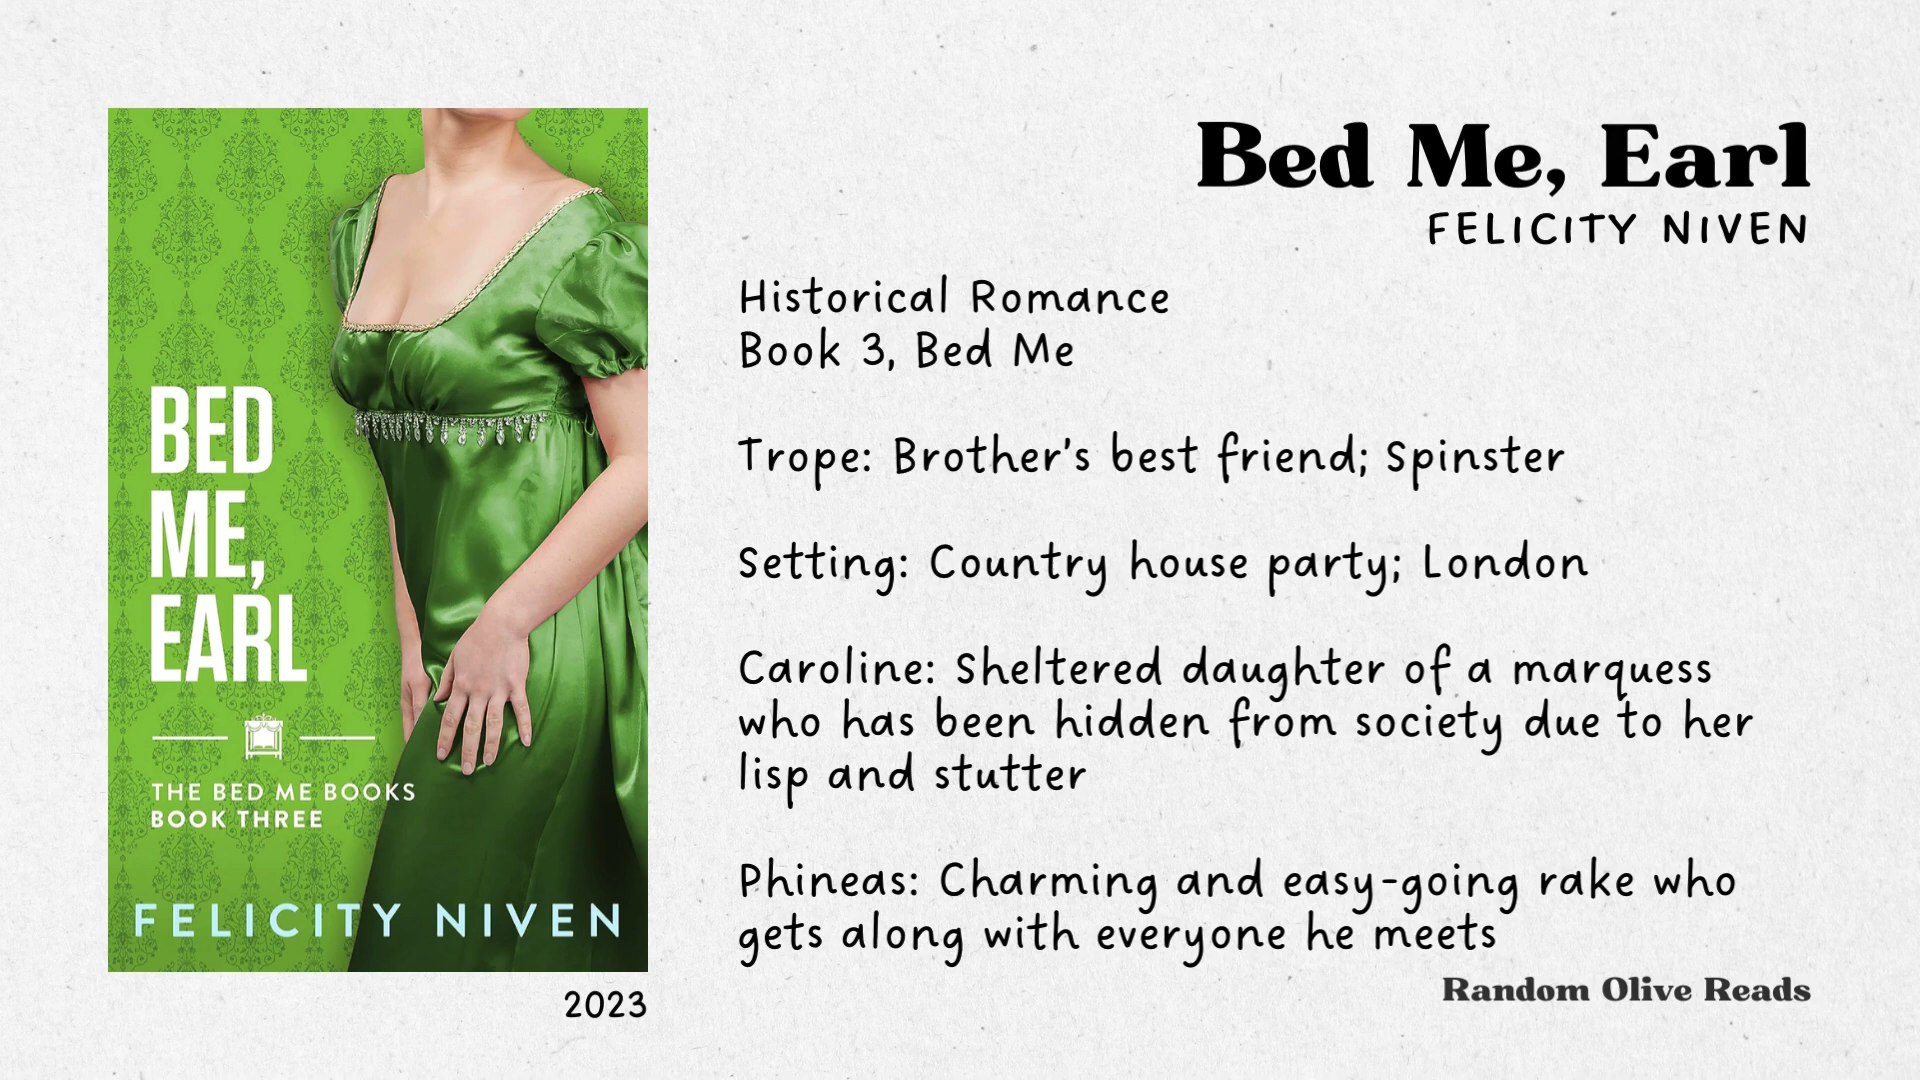 BED
ME,
EARL
THE BED ME BOOKS
BOOK THREE
FELICITY NIVEN
2023
Bed Me, Earl
FELICITY NIVEN
Historical Romance
Book 3, Bed Me
Trope: Brother's best friend; Spinster
Setting: Country house party; London
Caroline: Sheltered daughter of a marquess
who has been hidden from society due to her
lisp and stutter
Phineas: Charming and easy-going rake who
gets along with everyone he meets
Random Olive Reads